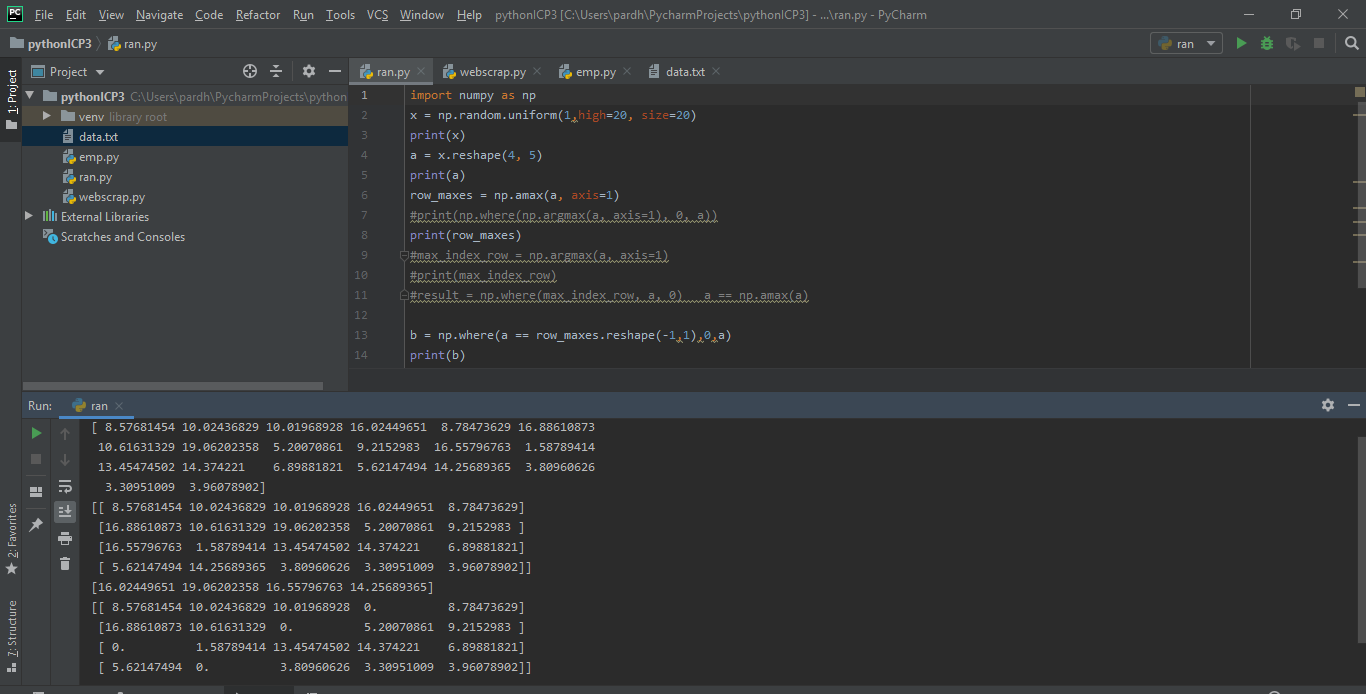 PC File Edit View Navigate Code Refactor Run Tools VCS Window Help pythonICP3 [C:\Users\pardh\PycharmProjects\pythonICP3] - ...\ran.py - PyCharm
pythonICP3 ran.py ran
1: Project
Project
pythonICP3 C:\Users\pardh\PycharmProjects\python
venv library root
data.txt
emp.py
ran.py
webscrap.py
External Libraries
Scratches and Consoles
ran.py webscrap.py emp.py data.txt
1 import numpy as np
2 x = np.random.uniform(1,high=20, size=20)
3 print(x)
4 a = x.reshape(4, 5)
5 print(a)
6 row_maxes = np.amax(a, axis=1)
7 #print(np.where(np.argmax(a, axis=1), 0, a))
8 print(row_maxes)
9 #max_index_row = np.argmax(a, axis=1)
10 #print(max_index_row)
11 #result = np.where(max_index_row, a, 0)   a == np.amax(a)
12
13 b = np.where(a == row_maxes.reshape(-1,1),0,a)
14 print(b)
Run: ran
[ 8.57681454 10.02436829 10.01968928 16.02449651  8.78473629 16.88610873
 10.61631329 19.06202358  5.20070861  9.2152983  16.55796763  1.58789414
 13.45474502 14.374221    6.89881821  5.62147494 14.25689365  3.80960626
  3.30951009  3.96078902]
[[ 8.57681454 10.02436829 10.01968928 16.02449651  8.78473629]
 [16.88610873 10.61631329 19.06202358  5.20070861  9.2152983 ]
 [16.55796763  1.58789414 13.45474502 14.374221    6.89881821]
 [ 5.62147494 14.25689365  3.80960626  3.30951009  3.96078902]]
[16.02449651 19.06202358 16.55796763 14.25689365]
[[ 8.57681454 10.02436829 10.01968928  0.          8.78473629]
 [16.88610873 10.61631329  0.          5.20070861  9.2152983 ]
 [ 0.          1.58789414 13.45474502 14.374221    6.89881821]
 [ 5.62147494  0.          3.80960626  3.30951009  3.96078902]]
2: Favorites
7: Structure